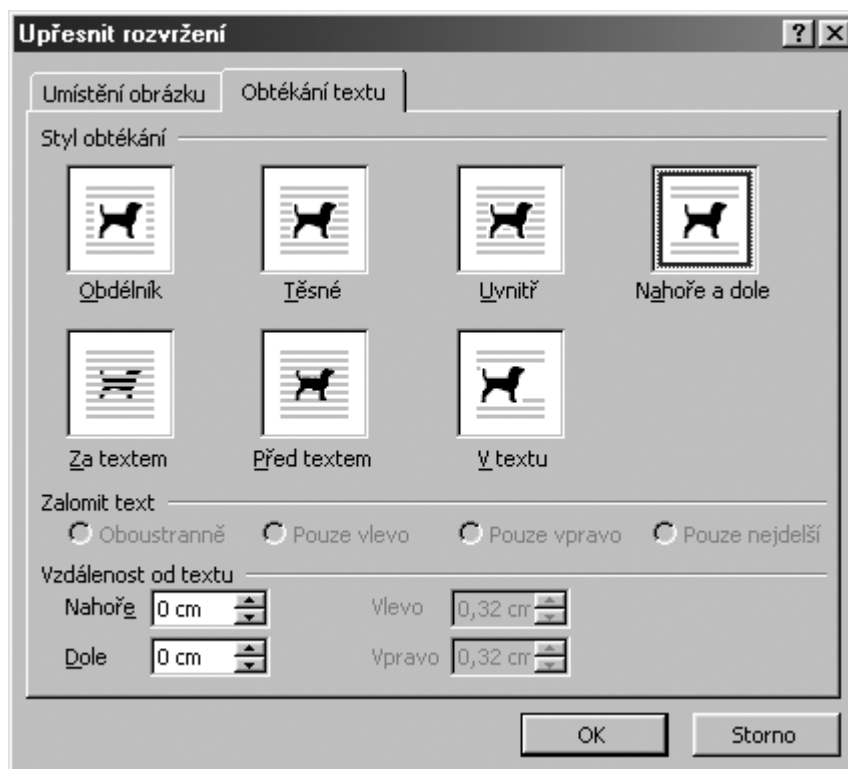 Upřesnit rozvržení
Umístění obrázku Obtékání textu
Styl obtékání
Obdélník Těsné Uvnitř Nahoře a dole
Za textem Před textem V textu
Zalomit text
Oboustranně Pouze vlevo Pouze vpravo Pouze nejdelší
Vzdálenost od textu
Nahoře 0 cm Vlevo 0,32 cm
Dole 0 cm Vpravo 0,32 cm
OK Storno